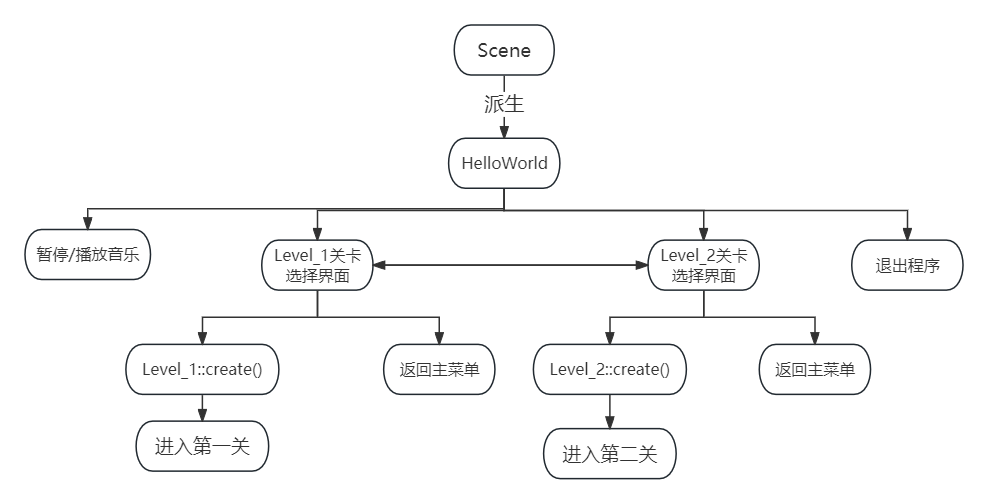 Scene
派生
HelloWorld
暂停/播放音乐
Level_1关卡
选择界面
Level_2关卡
选择界面
退出程序
Level_1::create()
返回主菜单
Level_2::create()
返回主菜单
进入第一关
进入第二关